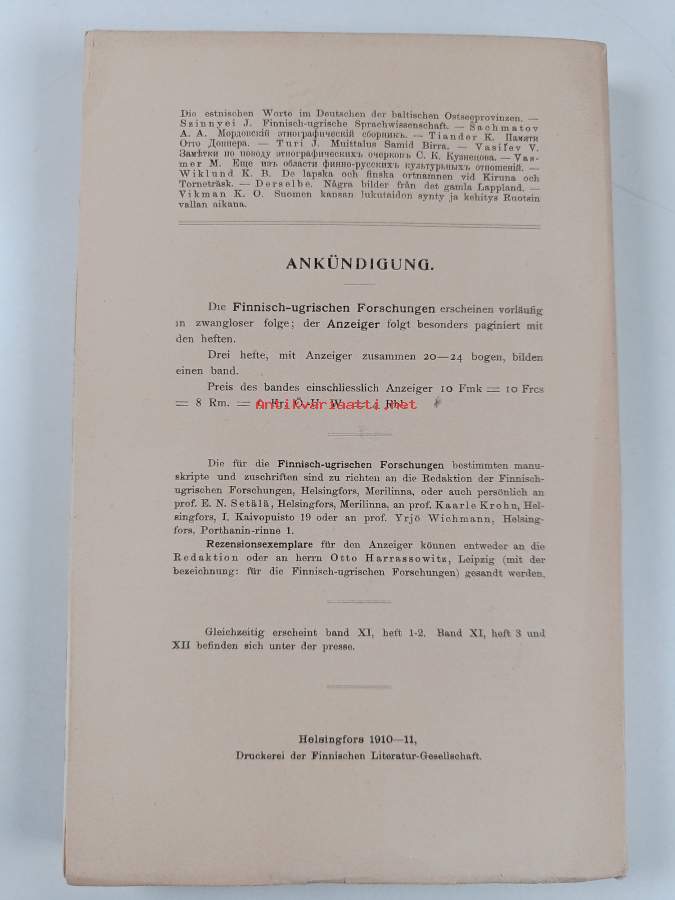 Die estnischen Worte im Deutschen der baltischen Ostseeprovinzen. —
Szinnyei J. Finnisch-ugrische Sprachwissenschaft. — Šachmatov
A. A. Мордовскій этнографическій сборникъ. — Tiander K. Памяти
Отто Доннера. — Turi J. Muittalus Samid Birra. — Vasiľev V.
Замѣтки по поводу этнографическихъ очерковъ С. К. Кузнецова. — Vas-
mer M. Еще изъ области финно-русскихъ культурныхъ отношеній. —
Wiklund K. B. De lapska och finska ortnamnen vid Kiruna och
Torneträsk. — Derselbe. Några bilder från det gamla Lappland. —
Vikman K. O. Suomen kansan lukutaidon synty ja kehitys Ruotsin
vallan aikana.
ANKÜNDIGUNG.
Die Finnisch-ugrischen Forschungen erscheinen vorläufig
in zwangloser folge; der Anzeiger folgt besonders paginiert mit
den heften.
Drei hefte, mit Anzeiger zusammen 20—24 bogen, bilden
einen band.
Preis des bandes einschliesslich Anzeiger 10 Fmk = 10 Frcs
= 8 Rm. = Kr. Ö.-U. W. = Rbl.
antikvariaatti.net
Die für die Finnisch-ugrischen Forschungen bestimmten manu-
skripte und zuschriften sind zu richten an die Redaktion der Finnisch-
ugrischen Forschungen, Helsingfors, Merilinna, oder auch persönlich an
prof. E. N. Setälä, Helsingfors, Merilinna, an prof. Kaarle Krohn, Hel-
singfors, I. Kaivopuisto 19 oder an prof. Yrjö Wichmann, Helsing-
fors, Porthanin-rinne 1.
Rezensionsexemplare für den Anzeiger können entweder an die
Redaktion oder an herrn Otto Harrassowitz, Leipzig (mit der
bezeichnung: für die Finnisch-ugrischen Forschungen) gesandt werden.
Gleichzeitig erscheint band XI, heft 1-2. Band XI, heft 3 und
XII befinden sich unter der presse.
Helsingfors 1910—11,
Druckerei der Finnischen Literatur-Gesellschaft.